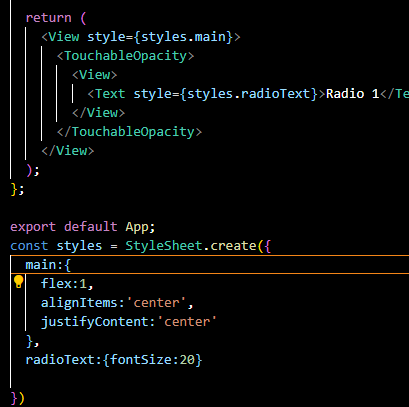 return (
<View style={styles.main}>
<TouchableOpacity>
<View>
<Text style={styles.radioText}>Radio 1</Te
</View>
</TouchableOpacity>
</View>
);
};
export default App;
const styles = StyleSheet.create({
main:{
flex:1,
alignItems:'center',
justifyContent:'center'
},
radioText:{fontSize:20}
})